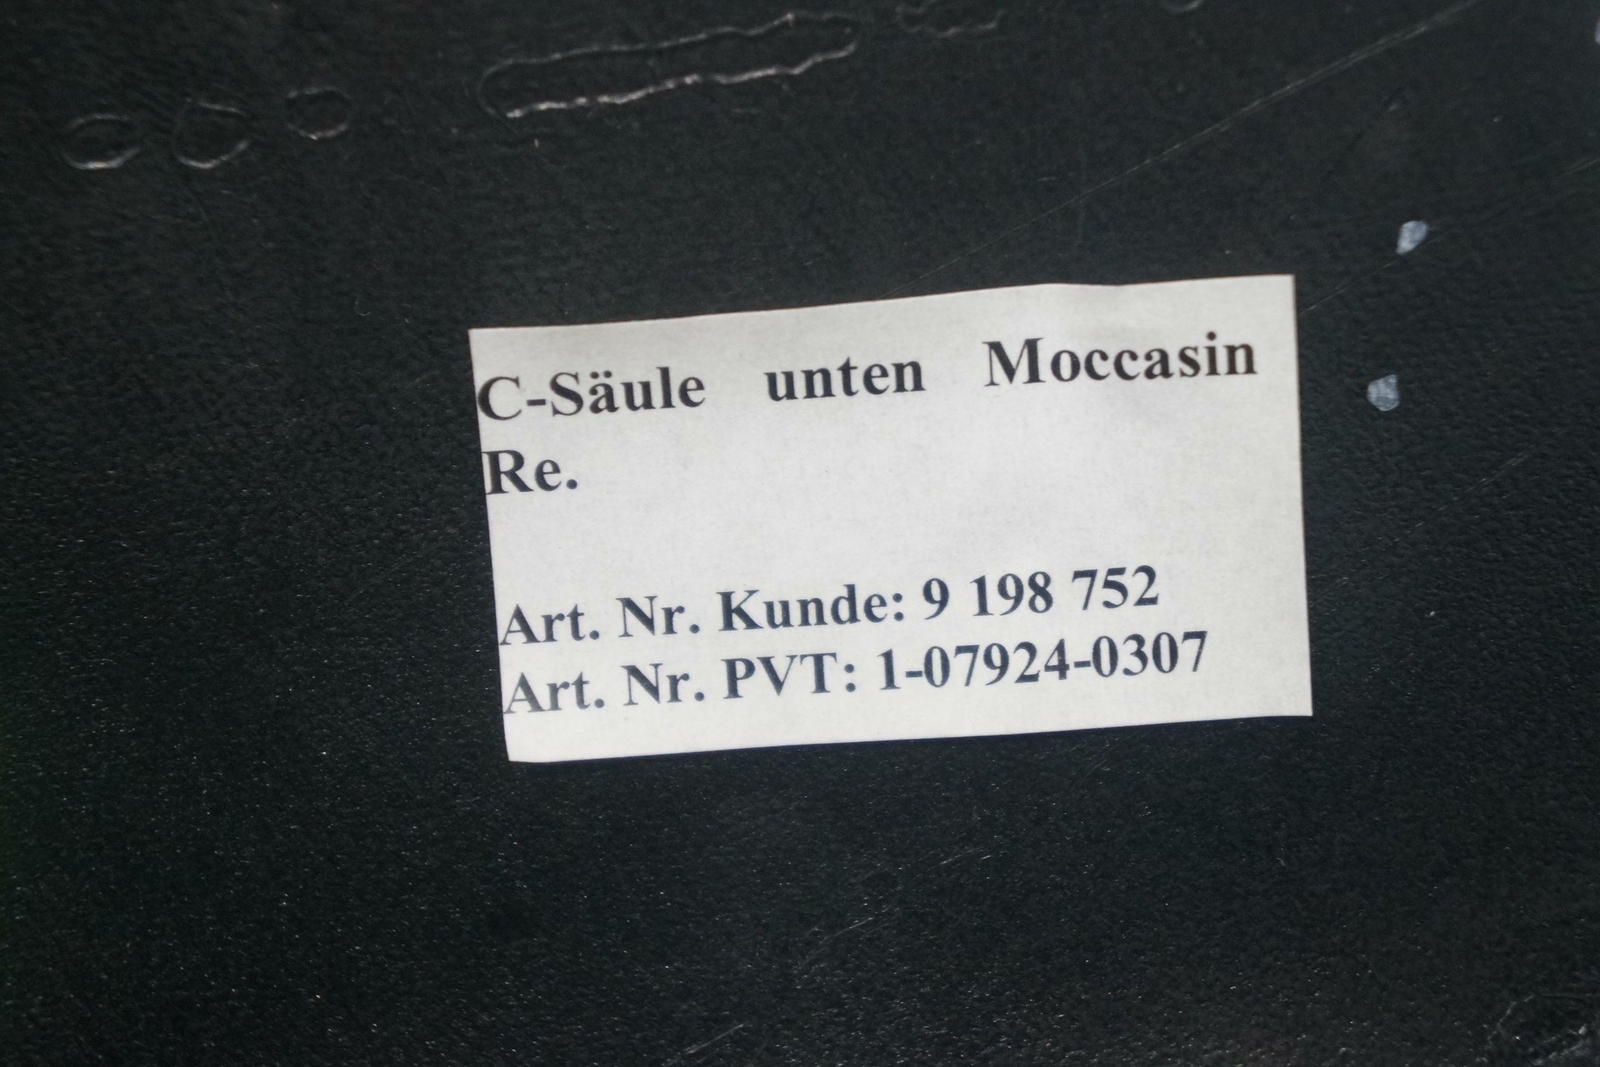 C-Säule unten Moccasin
Re.
Art. Nr. Kunde: 9 198 752
Art. Nr. PVT: 1-07924-0307